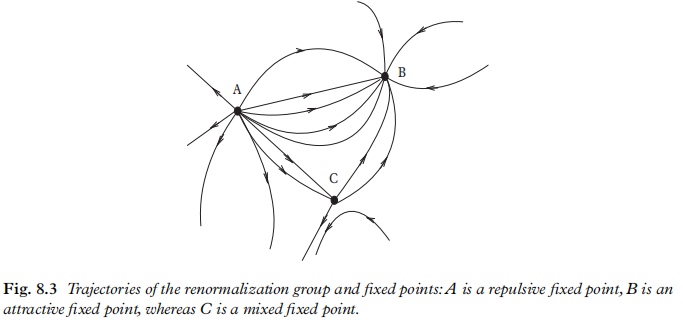 A
B
C
Fig. 8.3 Trajectories of the renormalization group and fixed points: A is a repulsive fixed point, B is an
attractive fixed point, whereas C is a mixed fixed point.